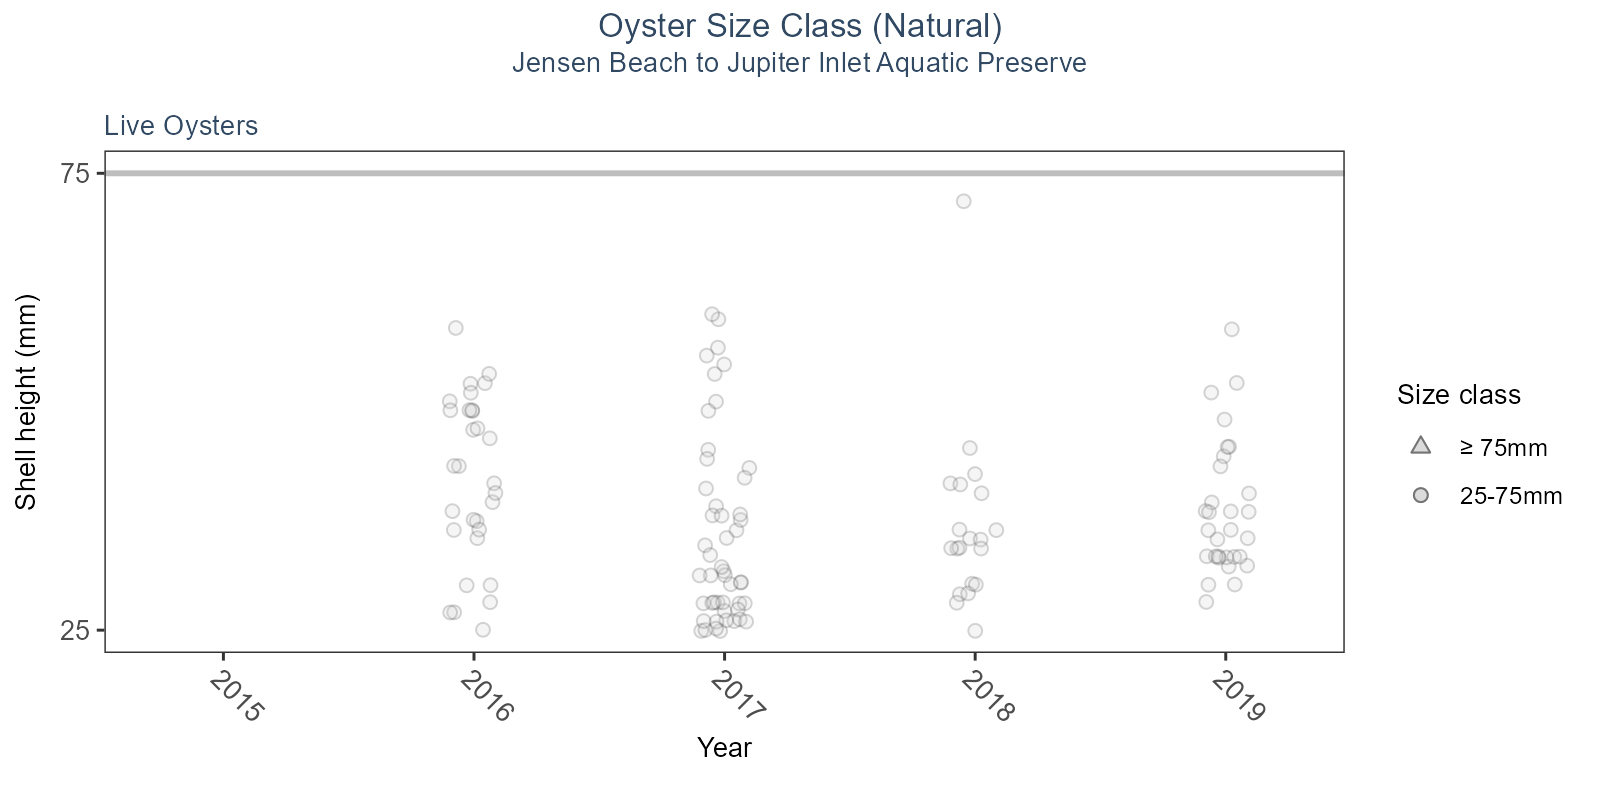 Oyster Size Class (Natural)
Jensen Beach to Jupiter Inlet Aquatic Preserve
Live Oysters
75
25
Shell height (mm)
2015
2016
2017
2018
2019
Year
Size class
≥ 75mm
25-75mm